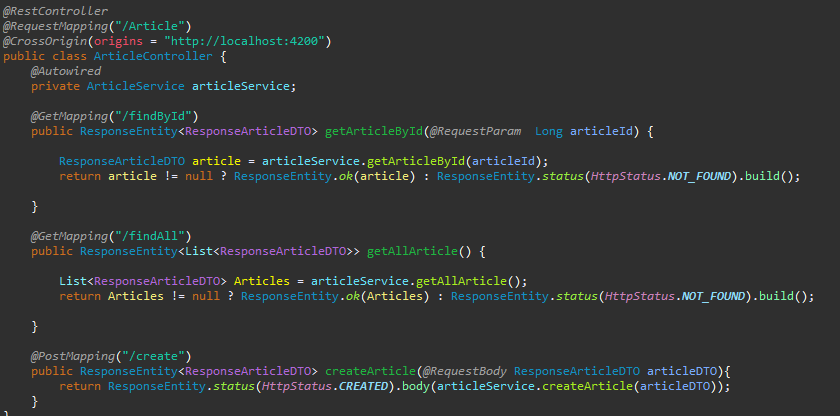 @RestController
@RequestMapping("/Article")
@CrossOrigin(origins = "http://localhost:4200")
public class ArticleController {
@Autowired
private ArticleService articleService;
@GetMapping("/findById")
public ResponseEntity<ResponseArticleDTO> getArticleById(@RequestParam  Long articleId) {
ResponseArticleDTO article = articleService.getArticleById(articleId);
return article != null ? ResponseEntity.ok(article) : ResponseEntity.status(HttpStatus.NOT_FOUND).build();
}
@GetMapping("/findAll")
public ResponseEntity<List<ResponseArticleDTO>> getAllArticle() {
List<ResponseArticleDTO> Articles = articleService.getAllArticle();
return Articles != null ? ResponseEntity.ok(Articles) : ResponseEntity.status(HttpStatus.NOT_FOUND).build();
}
@PostMapping("/create")
public ResponseEntity<ResponseArticleDTO> createArticle(@RequestBody ResponseArticleDTO articleDTO){
return ResponseEntity.status(HttpStatus.CREATED).body(articleService.createArticle(articleDTO));
}
}